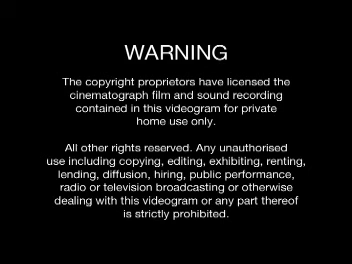 WARNING
The copyright proprietors have licensed the
cinematograph film and sound recording
contained in this videogram for private
home use only.
All other rights reserved. Any unauthorised
use including copying, editing, exhibiting, renting,
lending, diffusion, hiring, public performance,
radio or television broadcasting or otherwise
dealing with this videogram or any part thereof
is strictly prohibited.